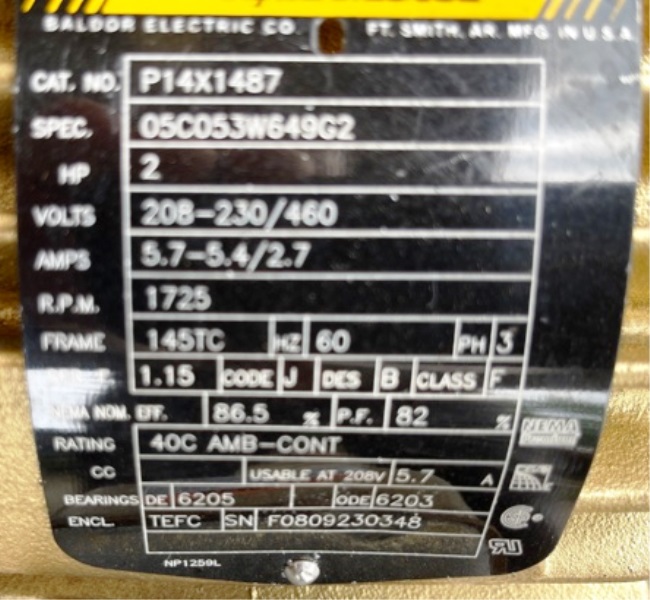 BALDOR ELECTRIC CO. FT. SMITH, AR. MFG. IN U.S.A.
CAT. NO. P14X1487
SPEC. 05C053W649G2
HP 2
VOLTS 208-230/460
AMPS 5.7-5.4/2.7
R.P.M. 1725
FRAME 145TC HZ 60 PH 3
1.15 CODE J DES B CLASS F
NEMA NOM. EFF. 86.5 % P.F. 82 %
NEMA
RATING 40C AMB-CONT
CC USABLE AT 208V 5.7 A
BEARINGS DE 6205 ODE 6203
ENCL. TEFC SN F0809230348
NP1259L